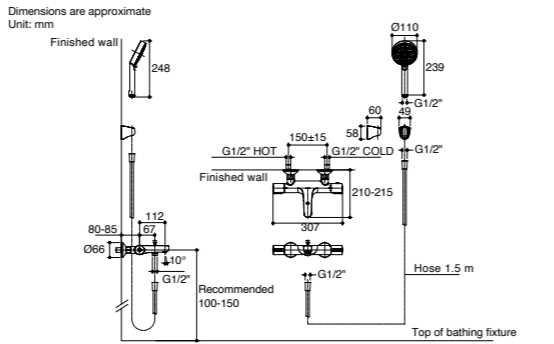 Dimensions are approximate
Unit: mm
Finished wall
248
Ø110
239
G1/2"
60
49
58
G1/2"
150±15
G1/2" HOT
G1/2" COLD
Finished wall
210-215
307
112
80-85
67
Ø66
10°
G1/2"
Recommended
100-150
G1/2"
Hose 1.5 m
Top of bathing fixture